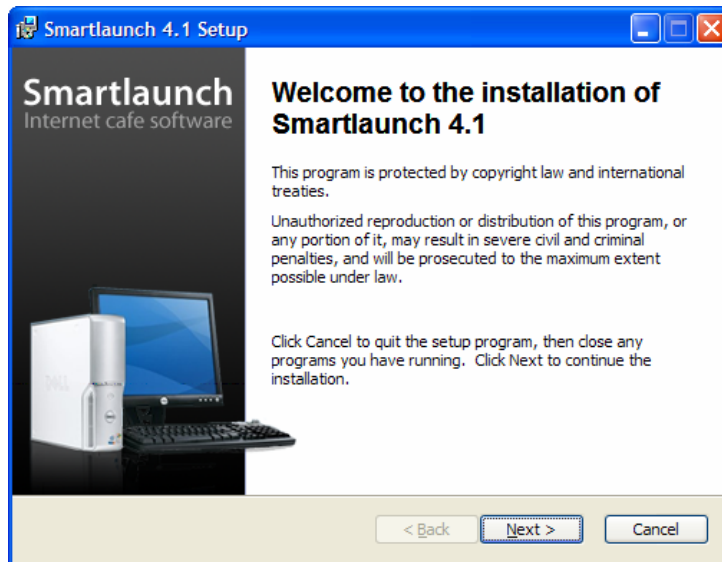 Smartlaunch 4.1 Setup
Smartlaunch
Internet cafe software
Welcome to the installation of
Smartlaunch 4.1
This program is protected by copyright law and international
treaties.
Unauthorized reproduction or distribution of this program, or
any portion of it, may result in severe civil and criminal
penalties, and will be prosecuted to the maximum extent
possible under law.
Click Cancel to quit the setup program, then close any
programs you have running.  Click Next to continue the
installation.
DELL
< Back
Next >
Cancel